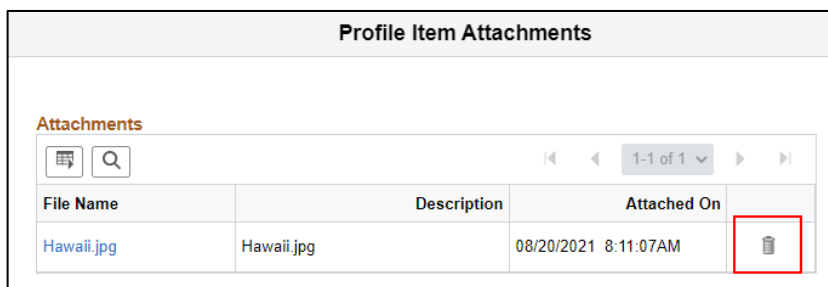 Profile Item Attachments
Attachments
1-1 of 1
File Name Description Attached On
Hawaii.jpg Hawaii.jpg 08/20/2021 8:11:07AM